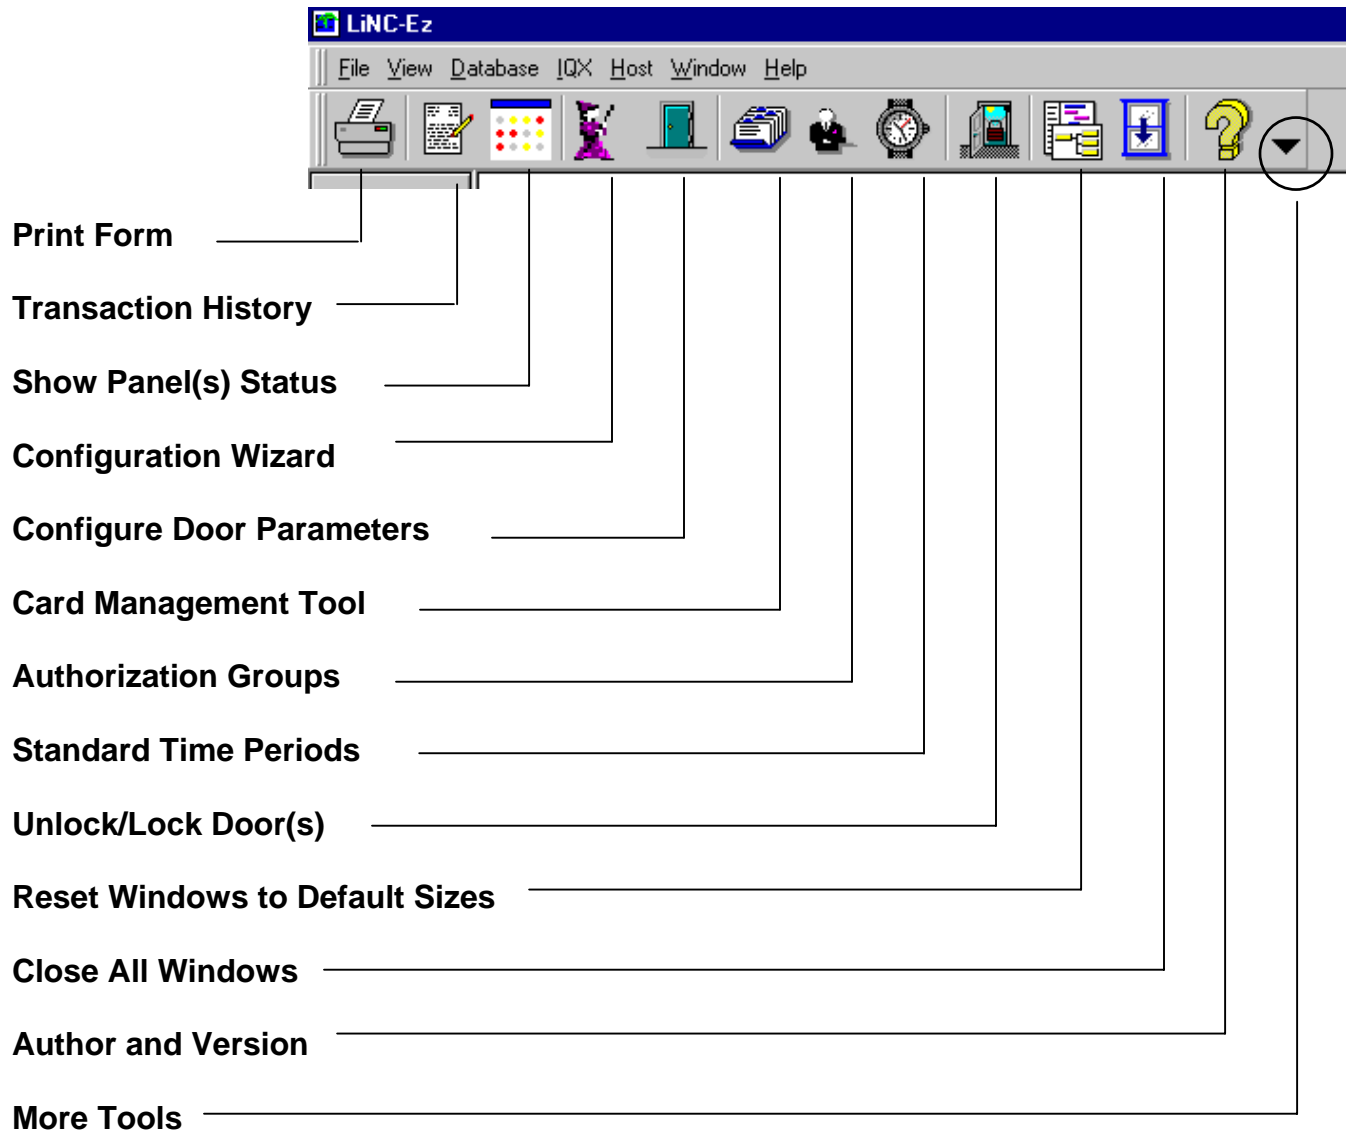 LiNC-Ez
File View Database IQX Host Window Help
Print Form
Transaction History
Show Panel(s) Status
Configuration Wizard
Configure Door Parameters
Card Management Tool
Authorization Groups
Standard Time Periods
Unlock/Lock Door(s)
Reset Windows to Default Sizes
Close All Windows
Author and Version
More Tools